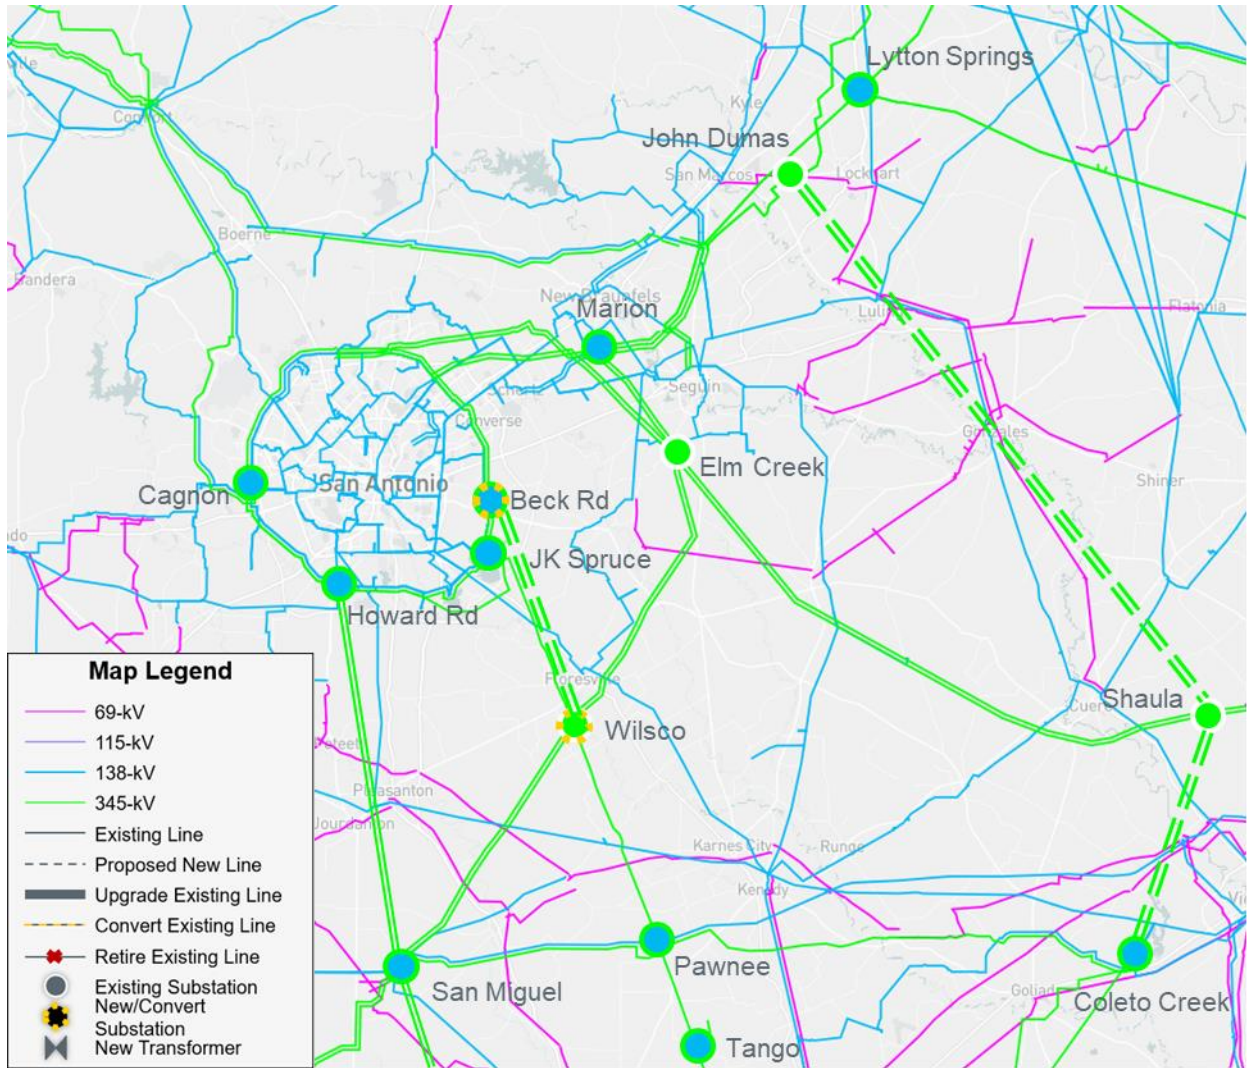 Lytton Springs
Kyle
John Dumas
San Marcos
Lockhart
Comfort
Boerne
Bandera
New Braunfels
Marion
Luling
Flatonia
Schertz
Seguin
Converse
Gonzales
Elm Creek
Shiner
San Antonio
Cagnon
Beck Rd
JK Spruce
Howard Rd
Floresville
Shaula
Cuero
Wilsco
Map Legend
69-kV
115-kV
138-kV
345-kV
Existing Line
Proposed New Line
Upgrade Existing Line
Convert Existing Line
Retire Existing Line
Existing Substation
New/Convert
Substation
New Transformer
Pleasanton
Jourdanton
Karnes City
Runge
Kenedy
Pawnee
San Miguel
Goliad
Coleto Creek
Tango